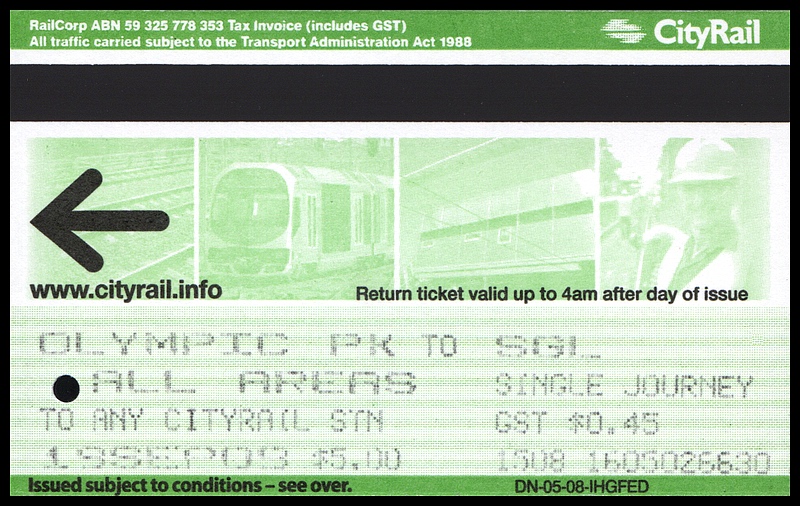 RailCorp ABN 59 325 778 353 Tax Invoice (includes GST)
All traffic carried subject to the Transport Administration Act 1988
CityRail
www.cityrail.info
Return ticket valid up to 4am after day of issue
OLYMPIC PK TO SGL
ALL AREAS SINGLE JOURNEY
TO ANY CITYRAIL STN GST $0.45
19SEP08 $5.00 1508 1605026630
Issued subject to conditions – see over.
DN-05-08-IHGFED